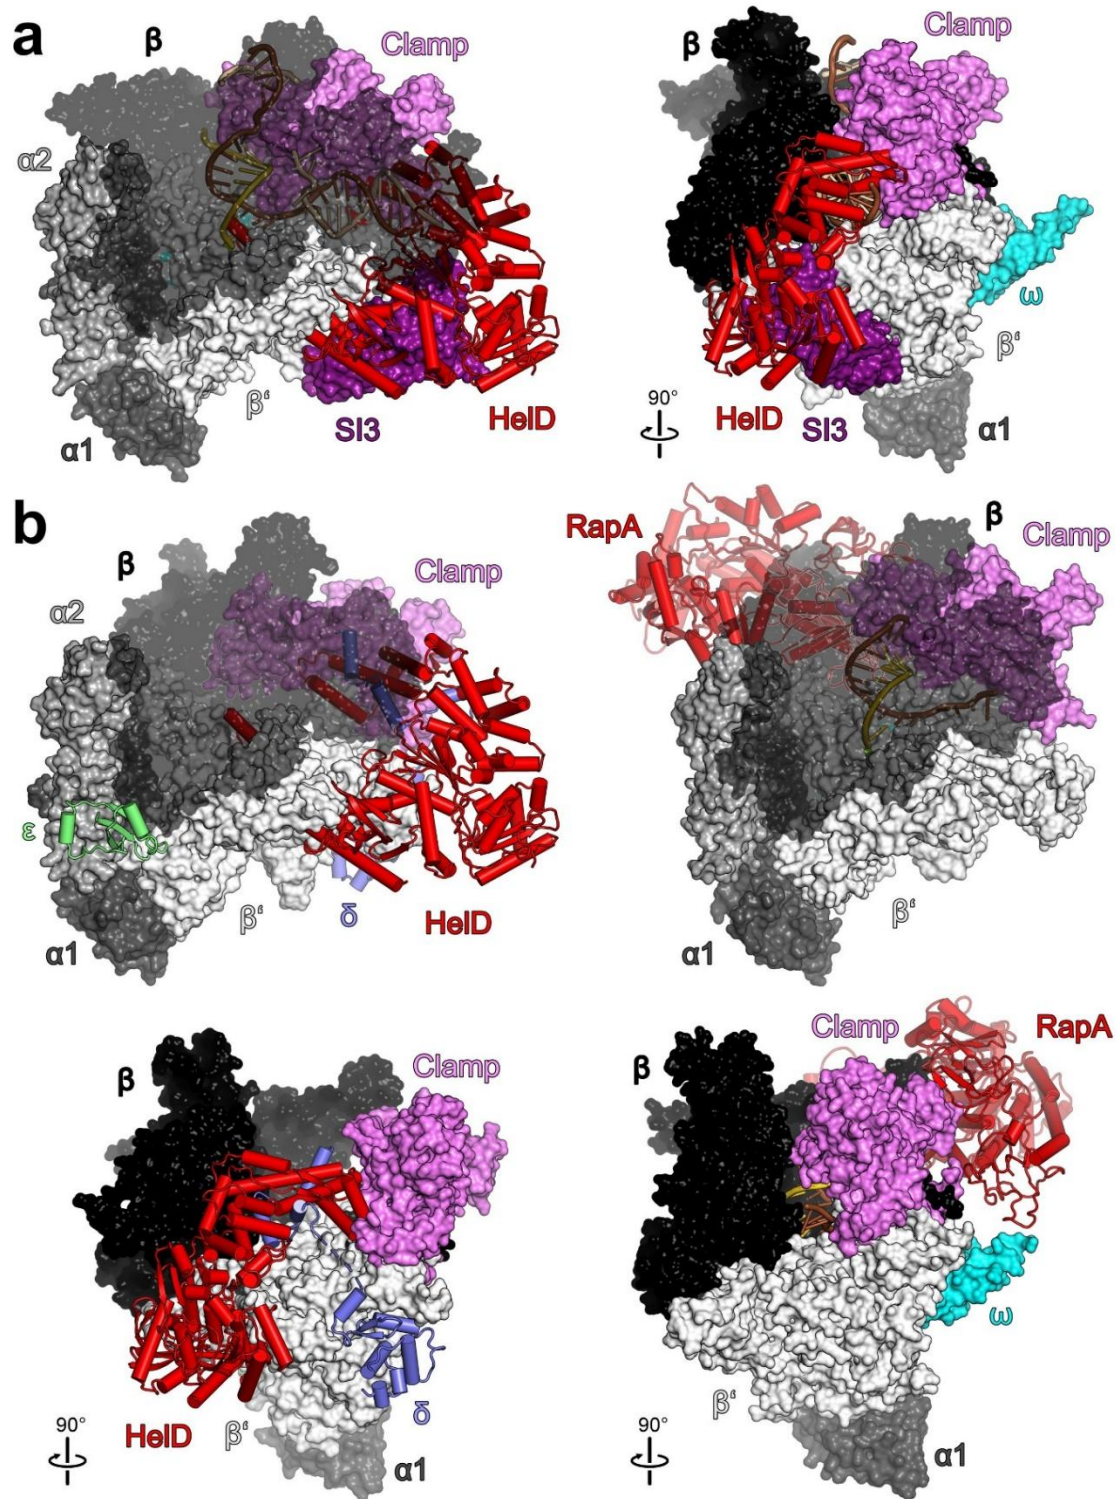 a
β
Clamp
α2
β‘
SI3
HelD
α1
β
Clamp
ω
β‘
90°
HelD
SI3
α1
b
β
Clamp
α2
ε
β‘
δ
HelD
α1
RapA
β
Clamp
β‘
α1
β
Clamp
90°
HelD
β‘
δ
α1
Clamp
RapA
β
ω
β‘
90°
α1